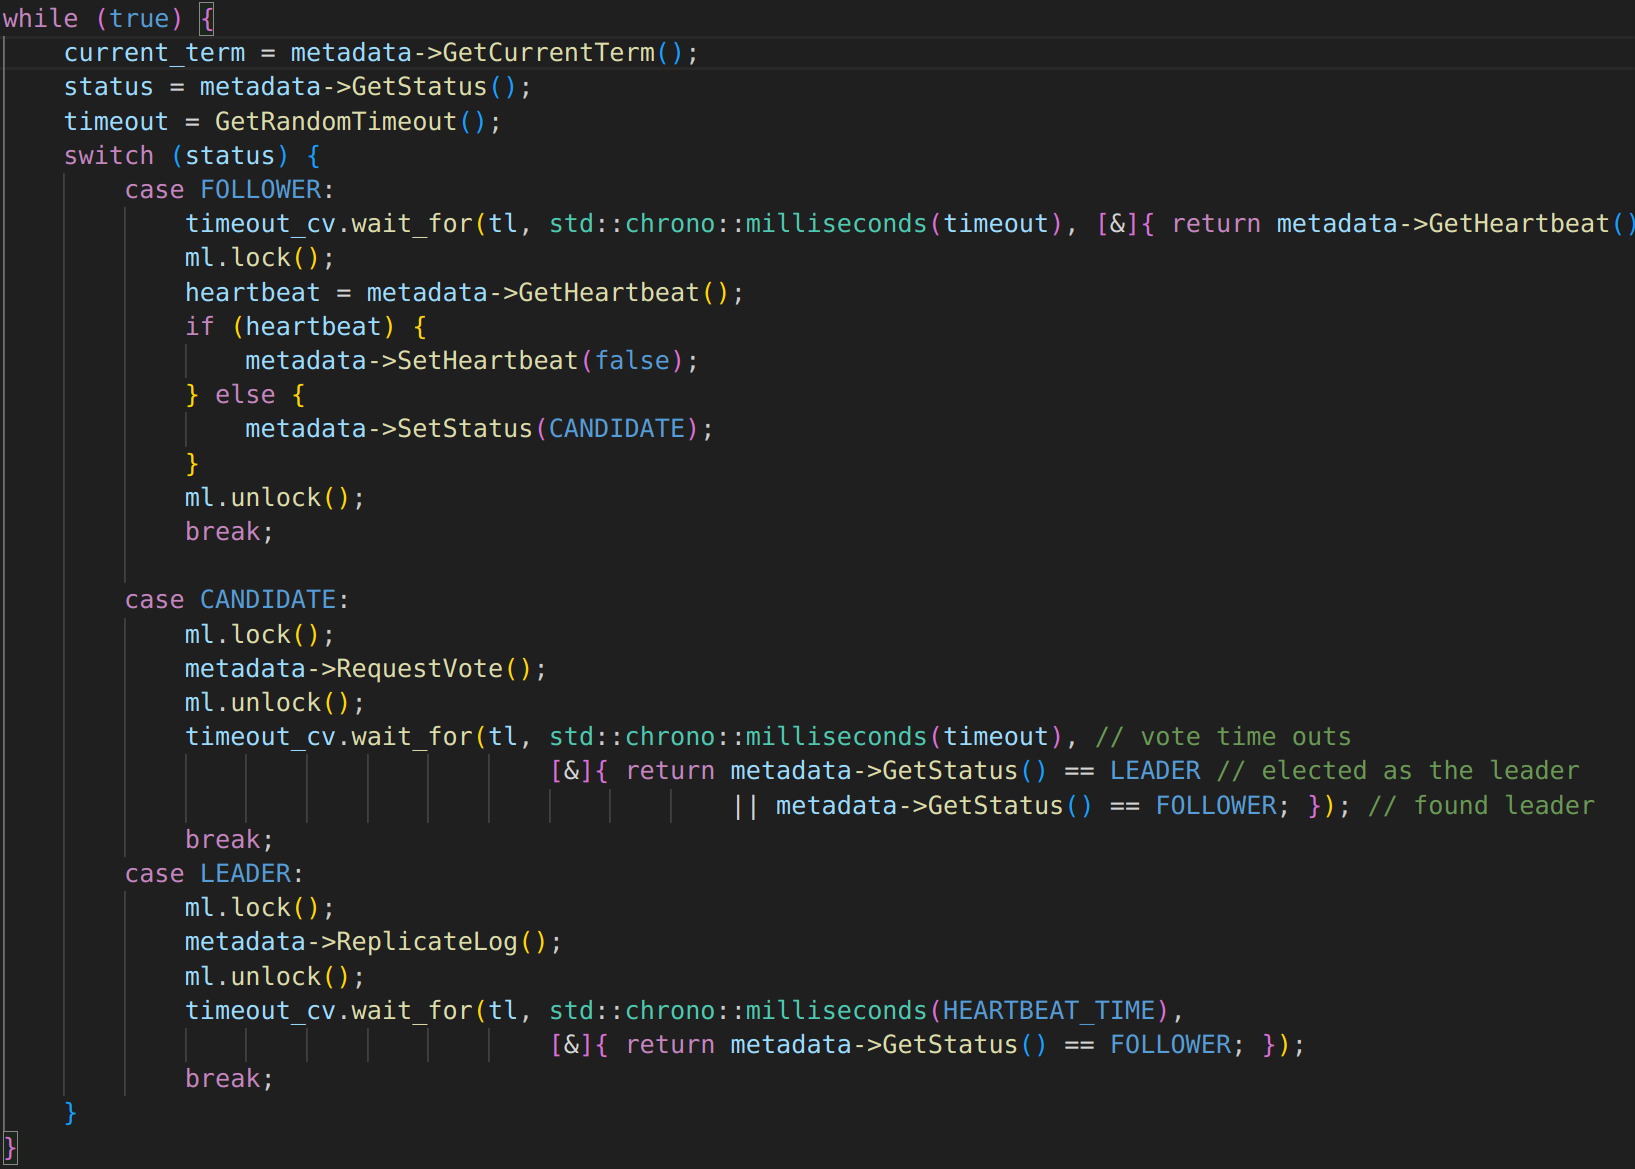 while (true) {
    current_term = metadata->GetCurrentTerm();
    status = metadata->GetStatus();
    timeout = GetRandomTimeout();
    switch (status) {
        case FOLLOWER:
            timeout_cv.wait_for(tl, std::chrono::milliseconds(timeout), [&]{ return metadata->GetHeartbeat()
            ml.lock();
            heartbeat = metadata->GetHeartbeat();
            if (heartbeat) {
                metadata->SetHeartbeat(false);
            } else {
                metadata->SetStatus(CANDIDATE);
            }
            ml.unlock();
            break;

        case CANDIDATE:
            ml.lock();
            metadata->RequestVote();
            ml.unlock();
            timeout_cv.wait_for(tl, std::chrono::milliseconds(timeout), // vote time outs
                                    [&]{ return metadata->GetStatus() == LEADER // elected as the leader
                                                || metadata->GetStatus() == FOLLOWER; }); // found leader
            break;
        case LEADER:
            ml.lock();
            metadata->ReplicateLog();
            ml.unlock();
            timeout_cv.wait_for(tl, std::chrono::milliseconds(HEARTBEAT_TIME),
                                    [&]{ return metadata->GetStatus() == FOLLOWER; });
            break;
    }
}